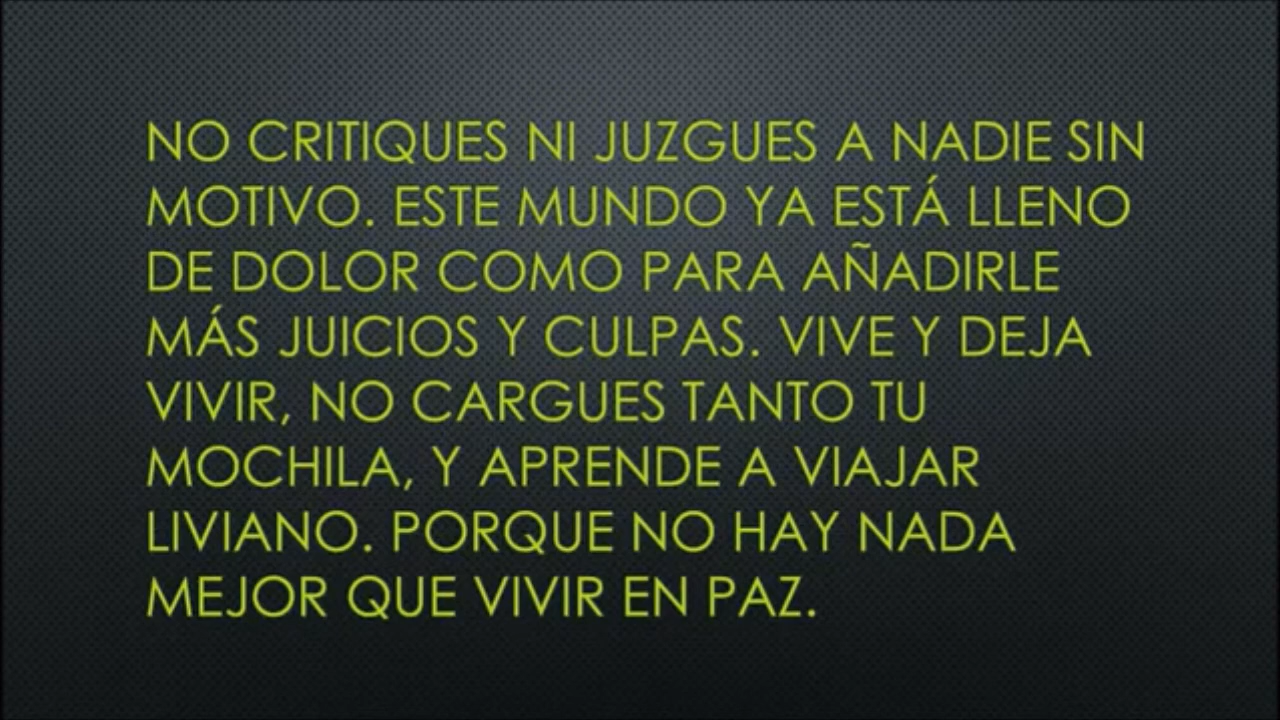 NO CRITIQUES NI JUZGUES A NADIE SIN
MOTIVO. ESTE MUNDO YA ESTÁ LLENO
DE DOLOR COMO PARA AÑADIRLE
MÁS JUICIOS Y CULPAS. VIVE Y DEJA
VIVIR, NO CARGUES TANTO TU
MOCHILA, Y APRENDE A VIAJAR
LIVIANO. PORQUE NO HAY NADA
MEJOR QUE VIVIR EN PAZ.